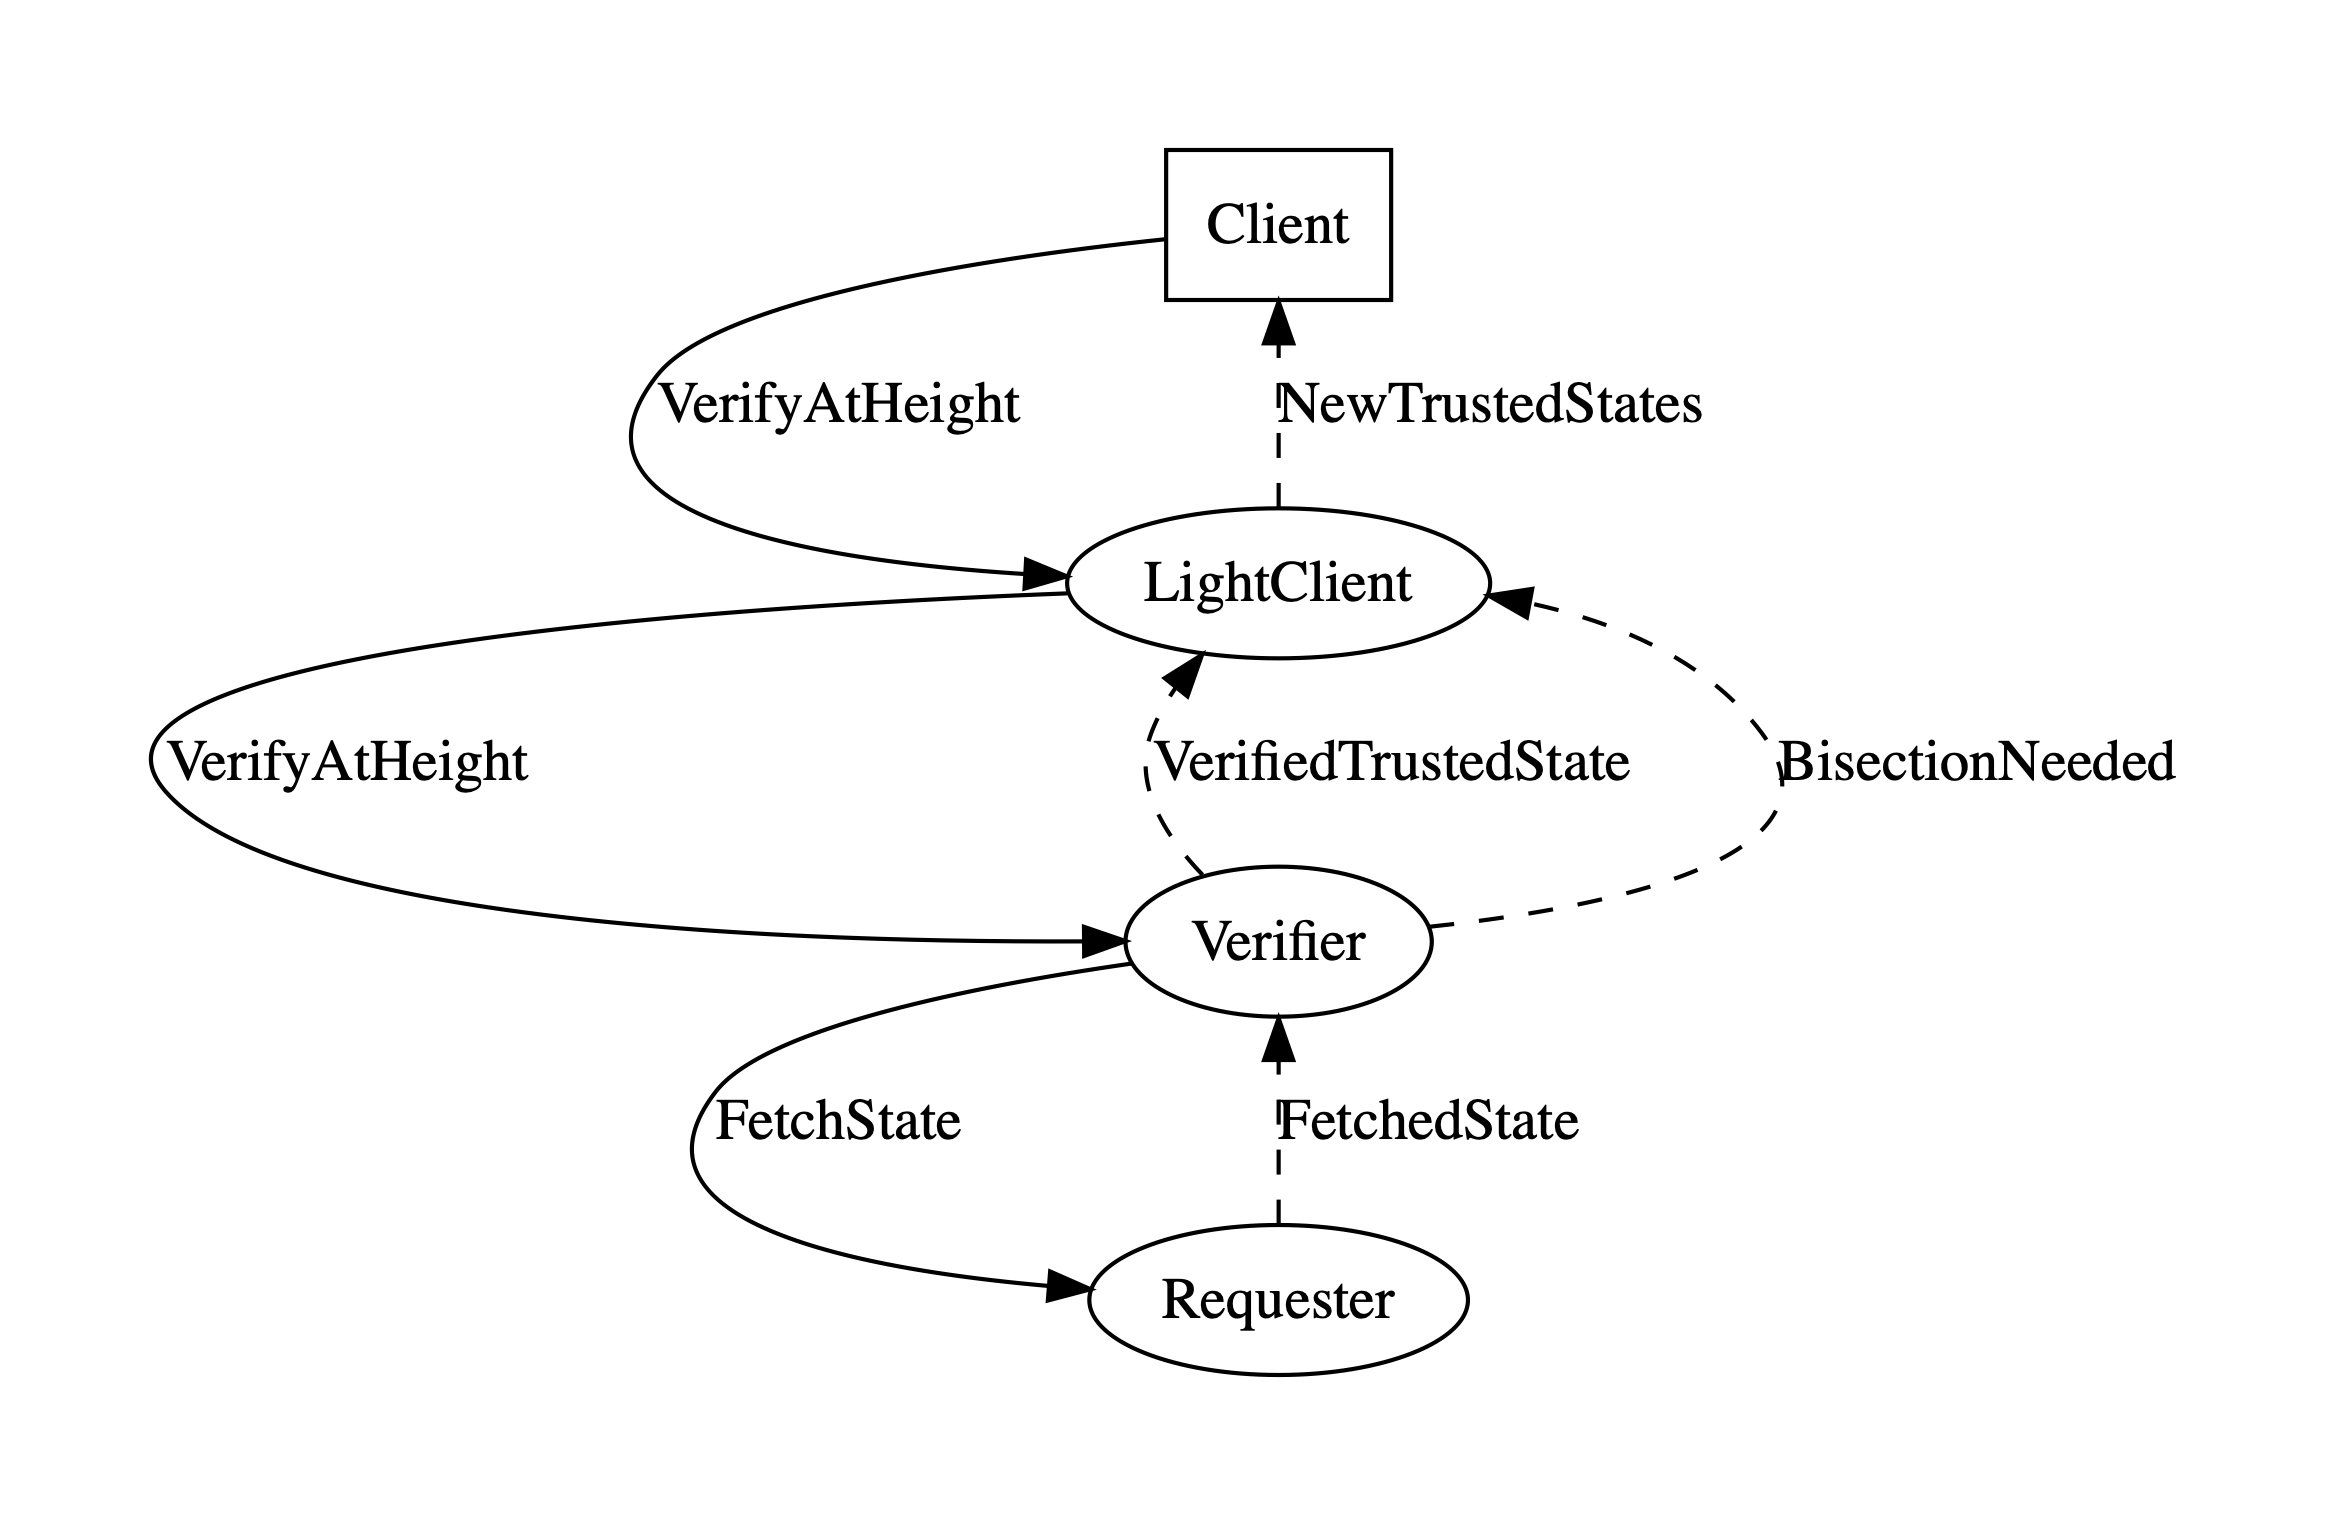 Client
VerifyAtHeight
NewTrustedStates
LightClient
VerifyAtHeight
VerifiedTrustedState
BisectionNeeded
Verifier
FetchState
FetchedState
Requester